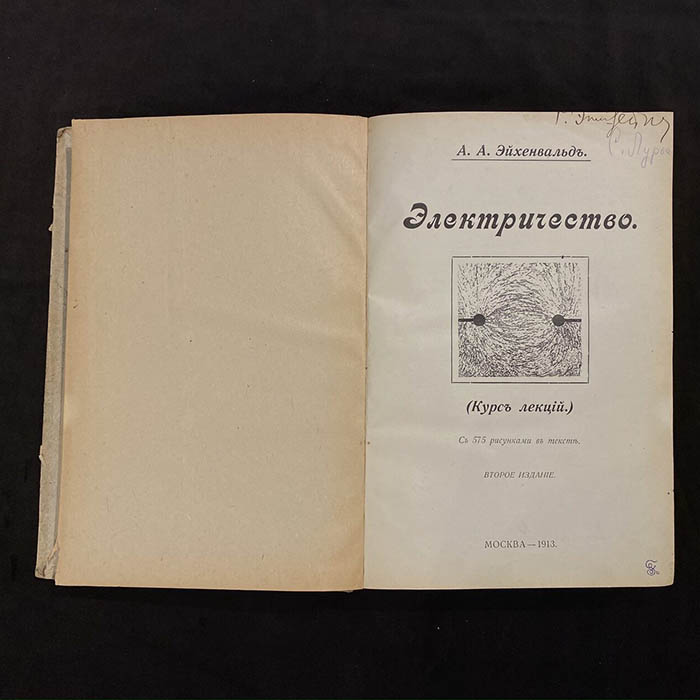 А. А. Эйхенвальдъ.
Электричество.
(Курсъ лекцій.)
Съ 575 рисунками въ текстѣ.
ВТОРОЕ ИЗДАНІЕ.
МОСКВА—1913.